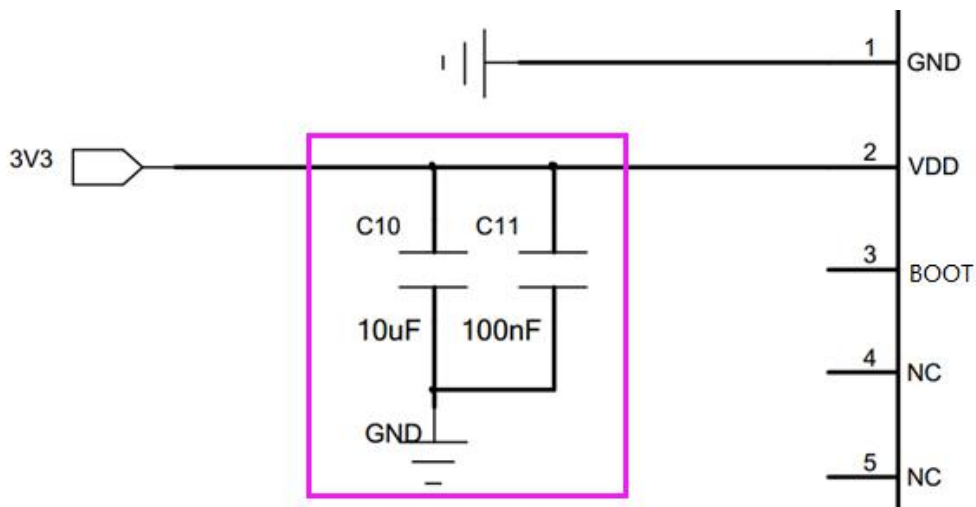 1 GND
3V3
2 VDD
C10 C11
3 BOOT
10uF 100nF
4 NC
GND
5 NC